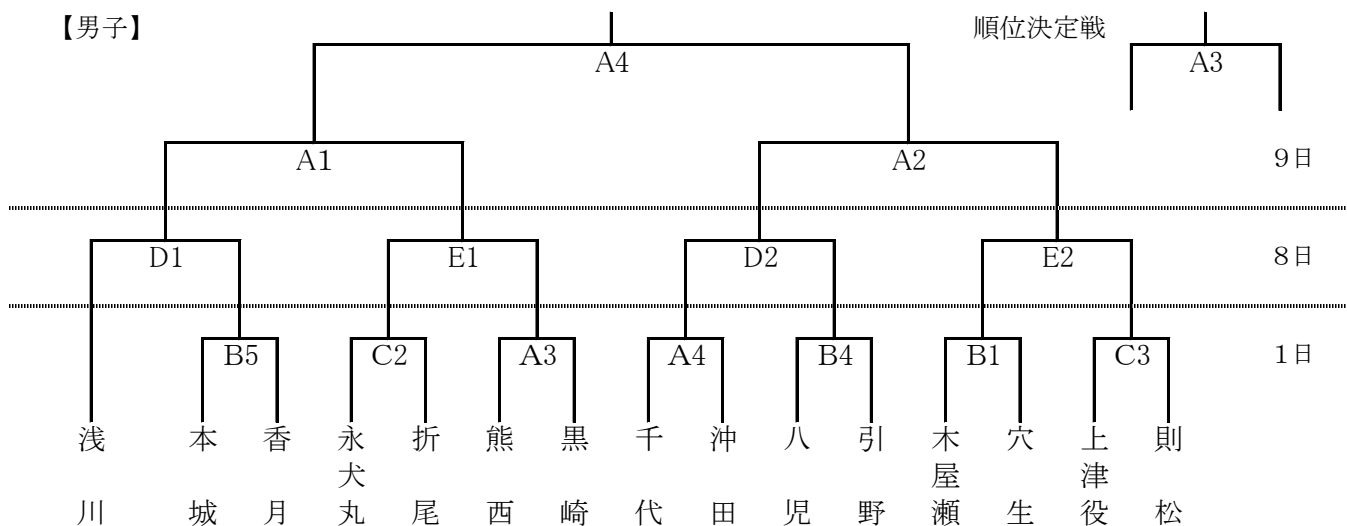 【男子】
順位決定戦
A4
A3
A1
A2
9日
D1
E1
D2
E2
8日
B5
C2
A3
A4
B4
B1
C3
1日
浅川
本城
香月
永犬丸
折尾
熊西
黒崎
千代
沖田
八児
引野
木屋瀬
穴生
上津役
則松